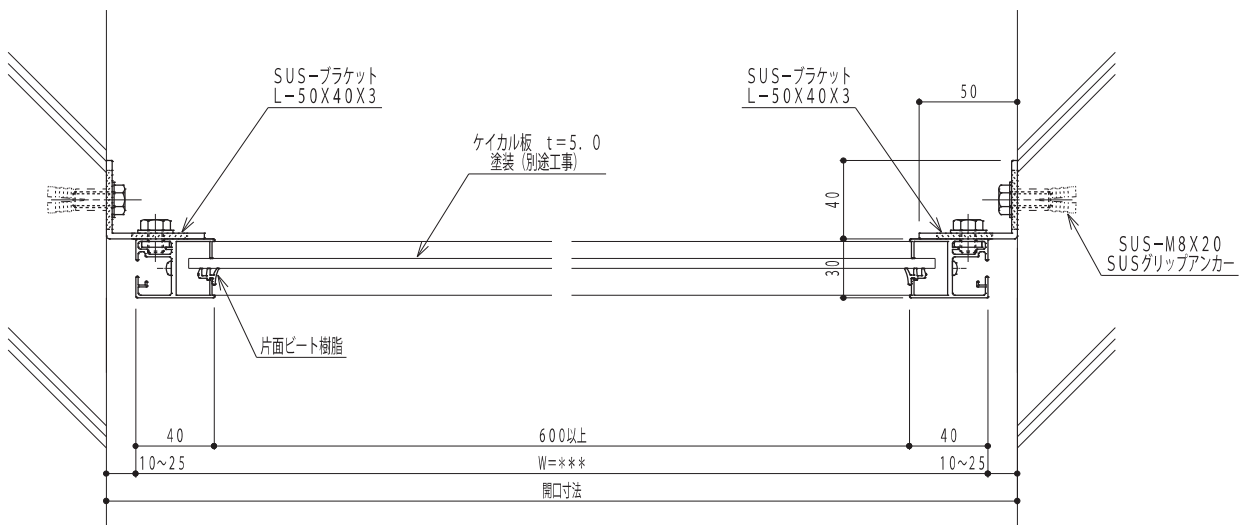 SUS-ブラケット
L-50X40X3
SUS-ブラケット
L-50X40X3
50
ケイカル板 t=5.0
塗装（別途工事）
40
30
SUS-M8X20
SUSグリップアンカー
片面ビート樹脂
40
600以上
40
10~25
W=***
10~25
開口寸法